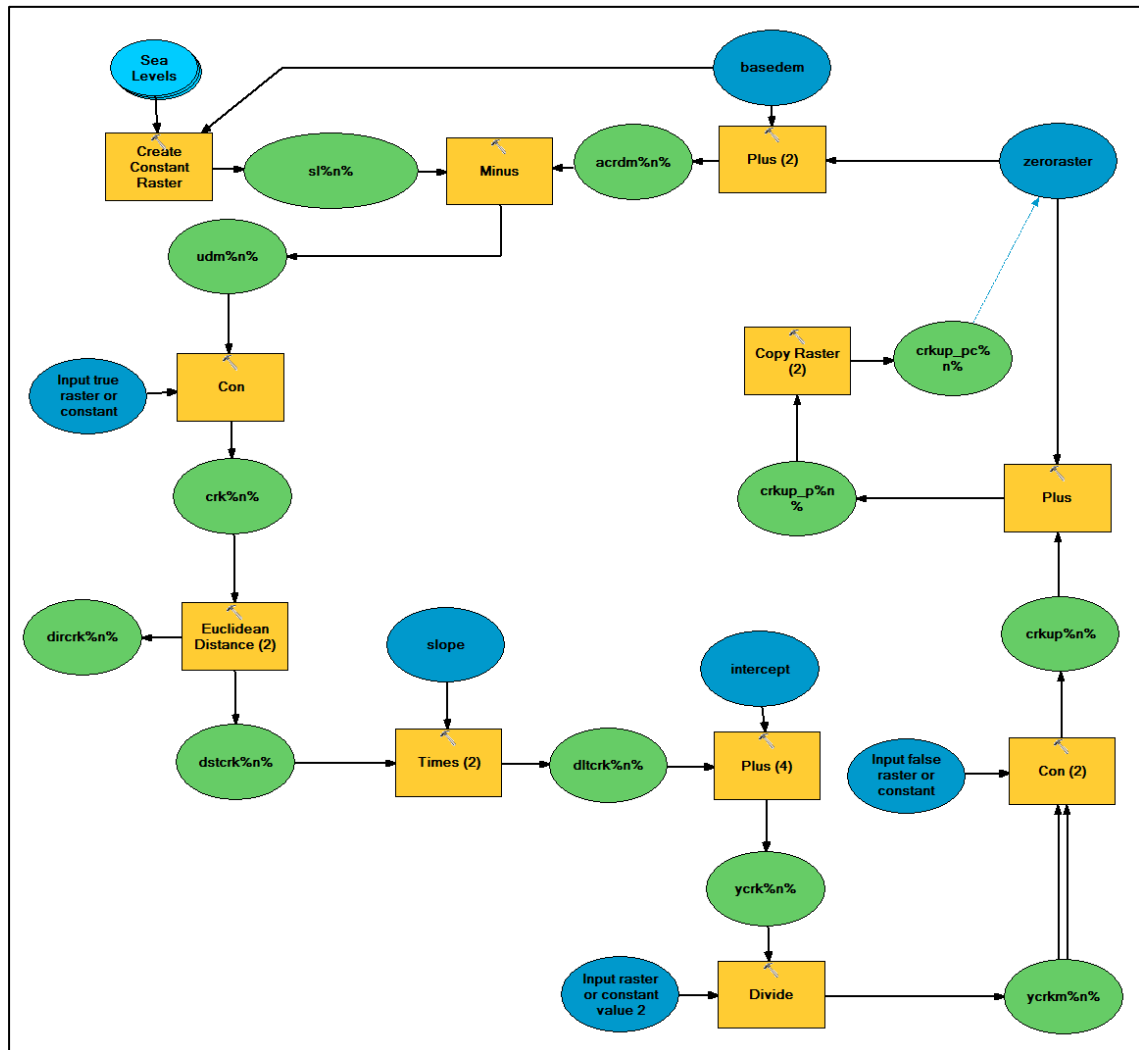 Sea
Levels
basedem
Create
Constant
Raster
sl%n%
Minus
acrdm%n%
Plus (2)
zeroraster
udm%n%
Input true
raster or
constant
Con
Copy Raster
(2)
crkup_pc%
n%
crk%n%
crkup_p%n
%
Plus
dircrk%n%
Euclidean
Distance (2)
slope
intercept
crkup%n%
dstcrk%n%
Times (2)
dltcrk%n%
Plus (4)
Input false
raster or
constant
Con (2)
ycrk%n%
Input raster
or constant
value 2
Divide
ycrkm%n%